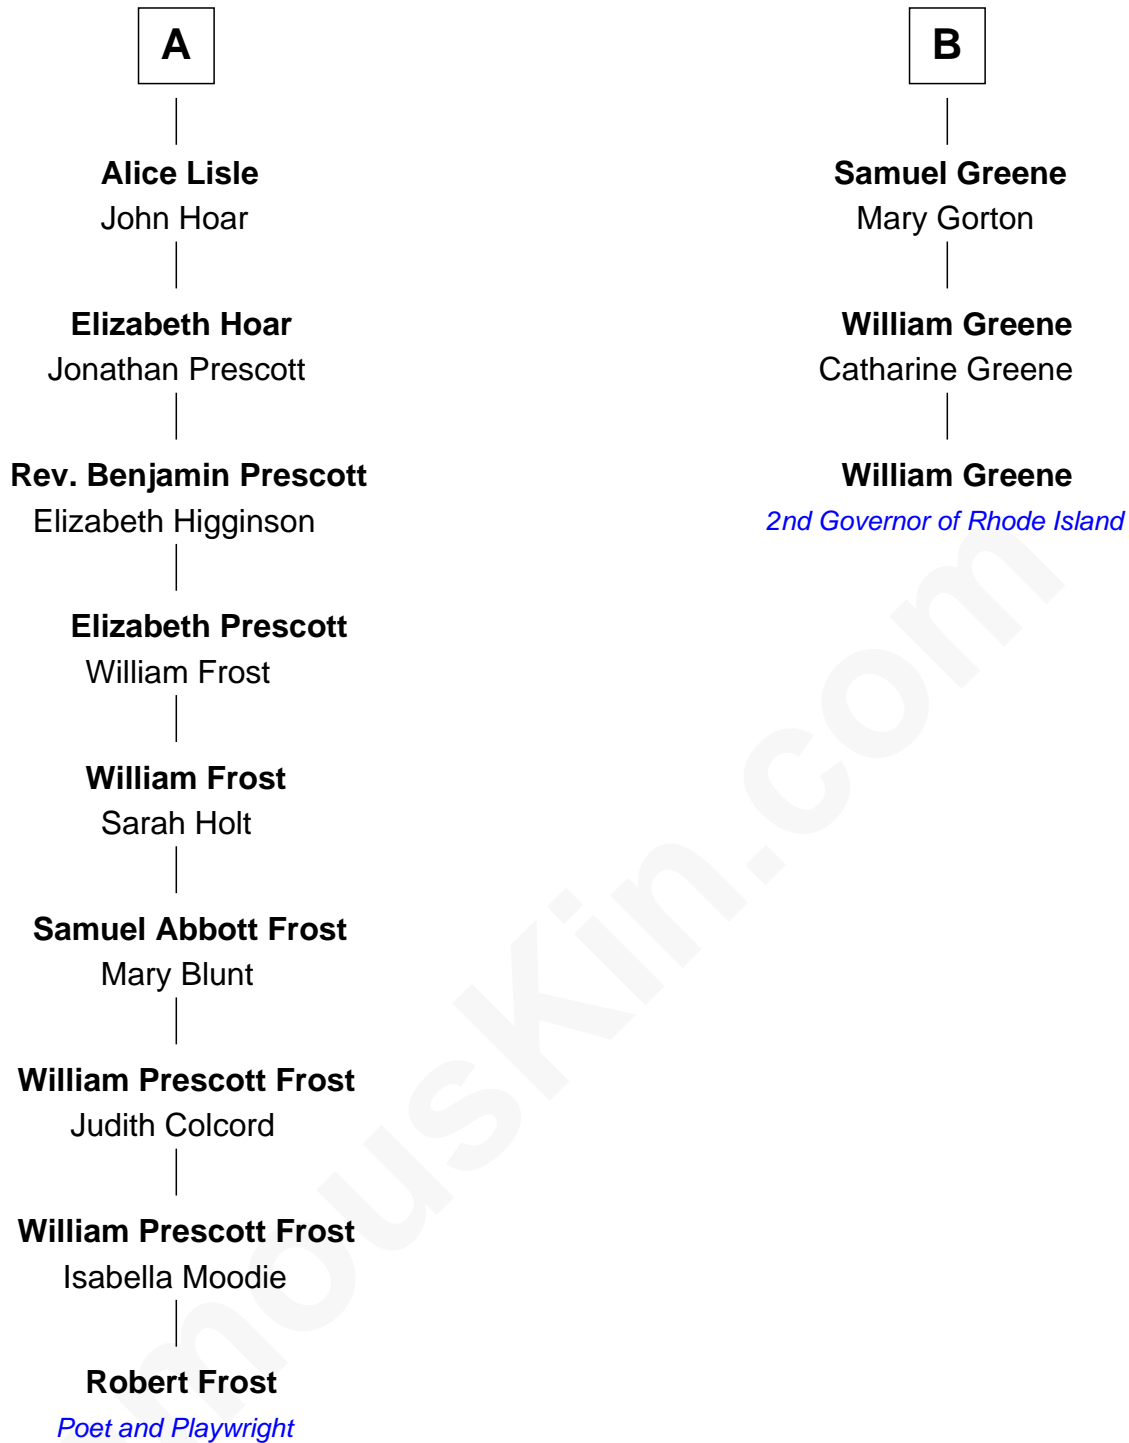 A
Alice Lisle
John Hoar
Elizabeth Hoar
Jonathan Prescott
Rev. Benjamin Prescott
Elizabeth Higginson
Elizabeth Prescott
William Frost
William Frost
Sarah Holt
Samuel Abbott Frost
Mary Blunt
William Prescott Frost
Judith Colcord
William Prescott Frost
Isabella Moodie
Robert Frost
Poet and Playwright
B
Samuel Greene
Mary Gorton
William Greene
Catharine Greene
William Greene
2nd Governor of Rhode Island
mouskin.com